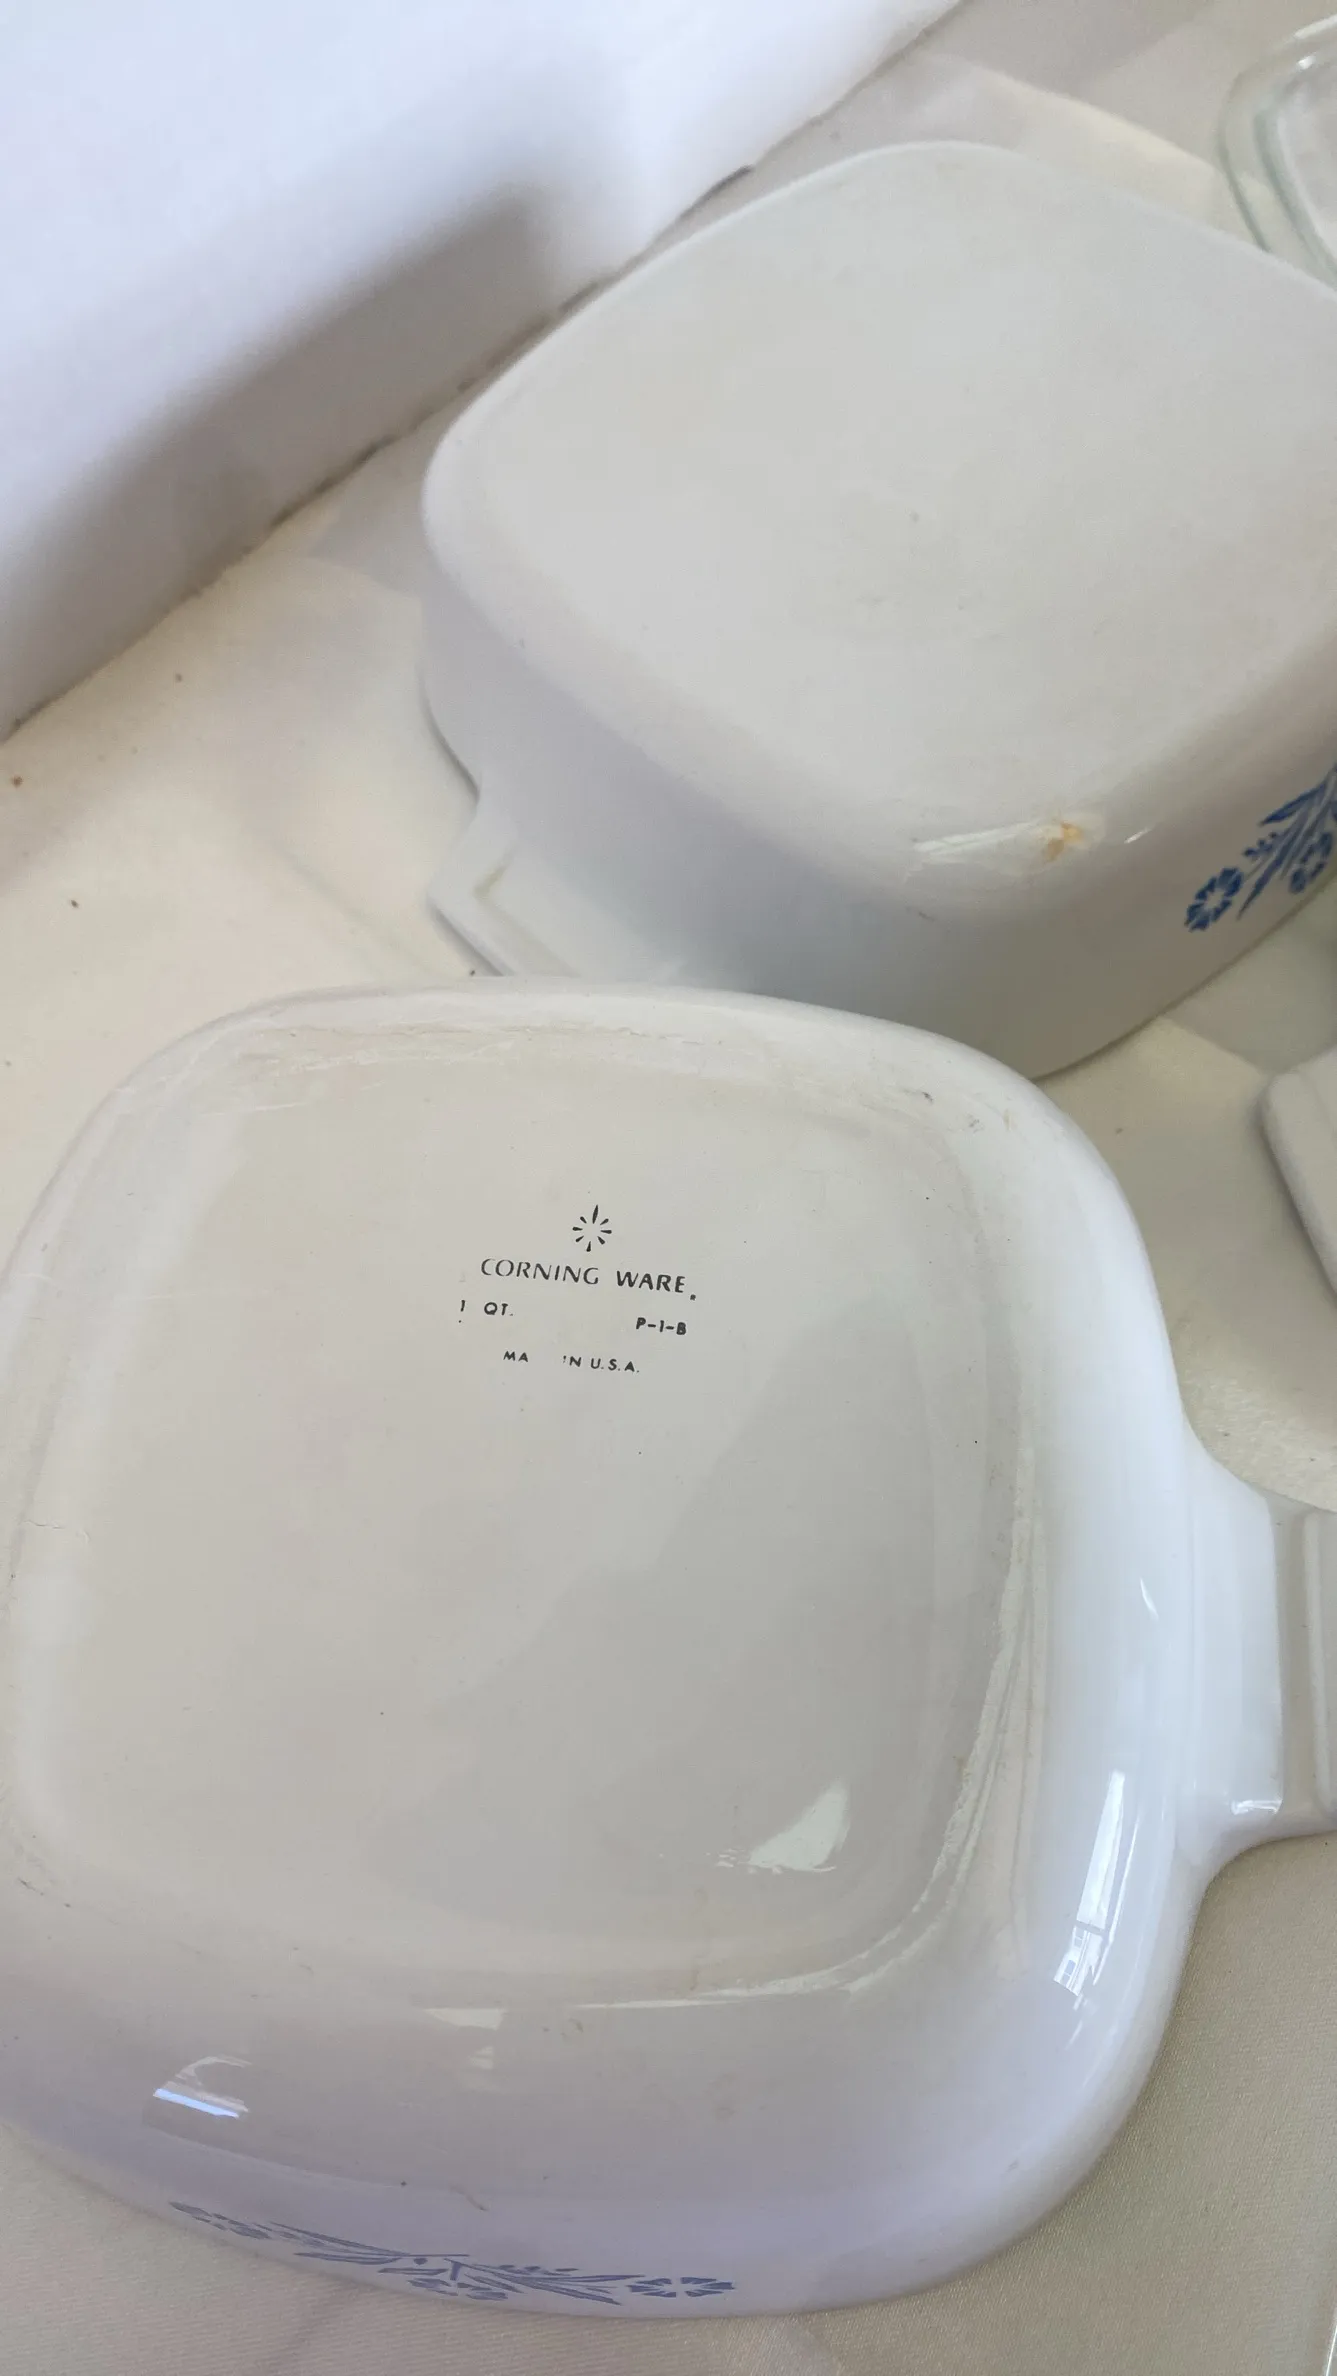 CORNING WARE®
1 QT. P-1-B
MA IN U.S.A.